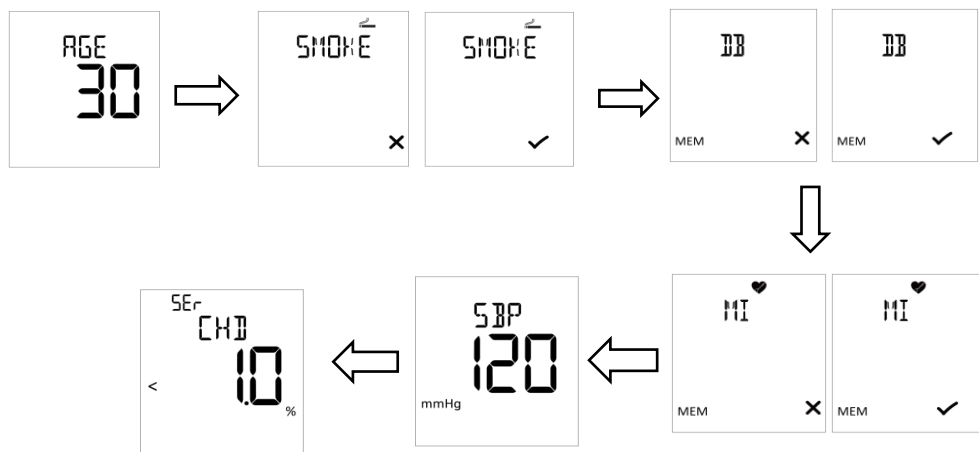 AGE
30
SMOKE
SMOKE
DB
MEM
DB
MEM
MI
MEM
MI
MEM
SBP
120
mmHg
SEr
CHD
< 1.0
%